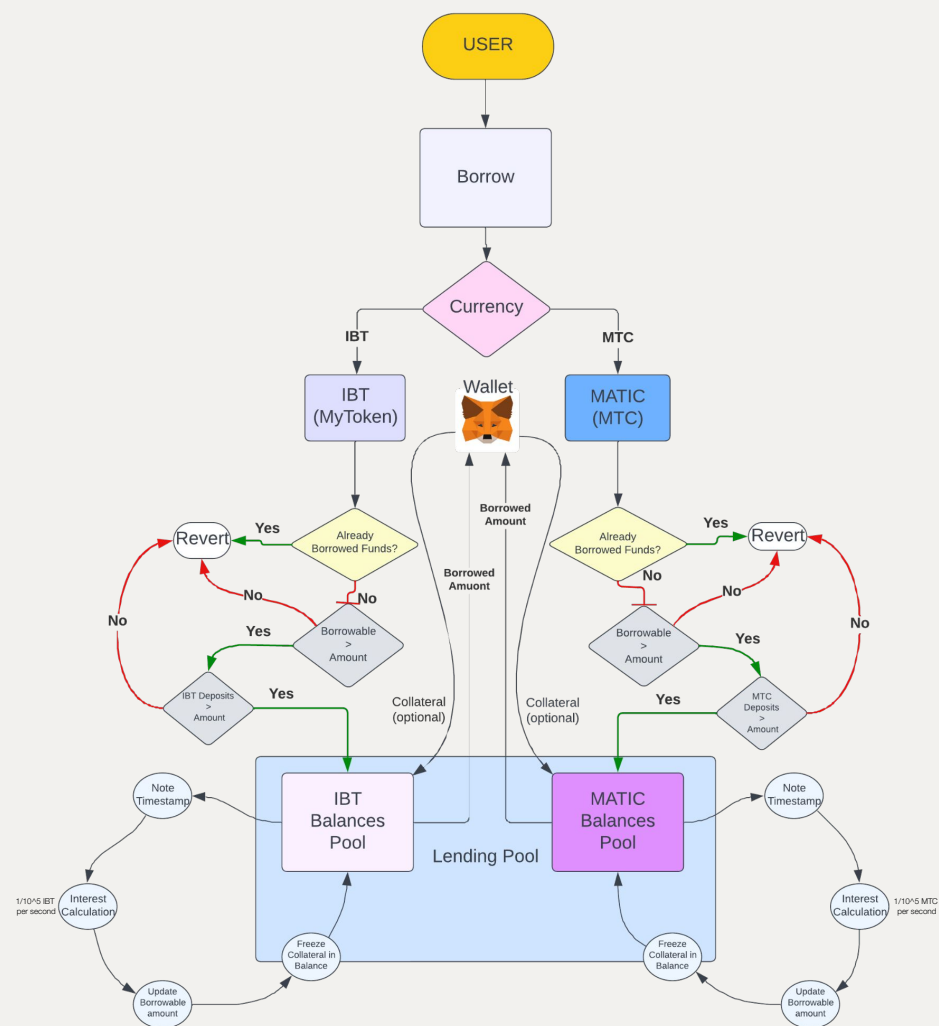 USER
Borrow
Currency
IBT
MTC
IBT
(MyToken)
Wallet
MATIC
(MTC)
Already
Borrowed Funds?
Yes
Revert
No
Borrowable
>
Amount
No
Yes
No
IBT Deposits
>
Amount
Yes
Borrowed
Amuont
Borrowed
Amount
Collateral
(optional)
Collateral
(optional)
Already
Borrowed Funds?
Yes
Revert
No
Borrowable
>
Amount
No
Yes
No
MTC
Deposits
>
Amount
Yes
IBT
Balances
Pool
Lending Pool
MATIC
Balances
Pool
Note
Timestamp
Interest
Calculation
1/10^5 IBT
per second
Update
Borrowable
amount
Freeze
Collateral in
Balance
Note
Timestamp
Interest
Calculation
1/10^5 MTC
per second
Update
Borrowable
amount
Freeze
Collateral in
Balance